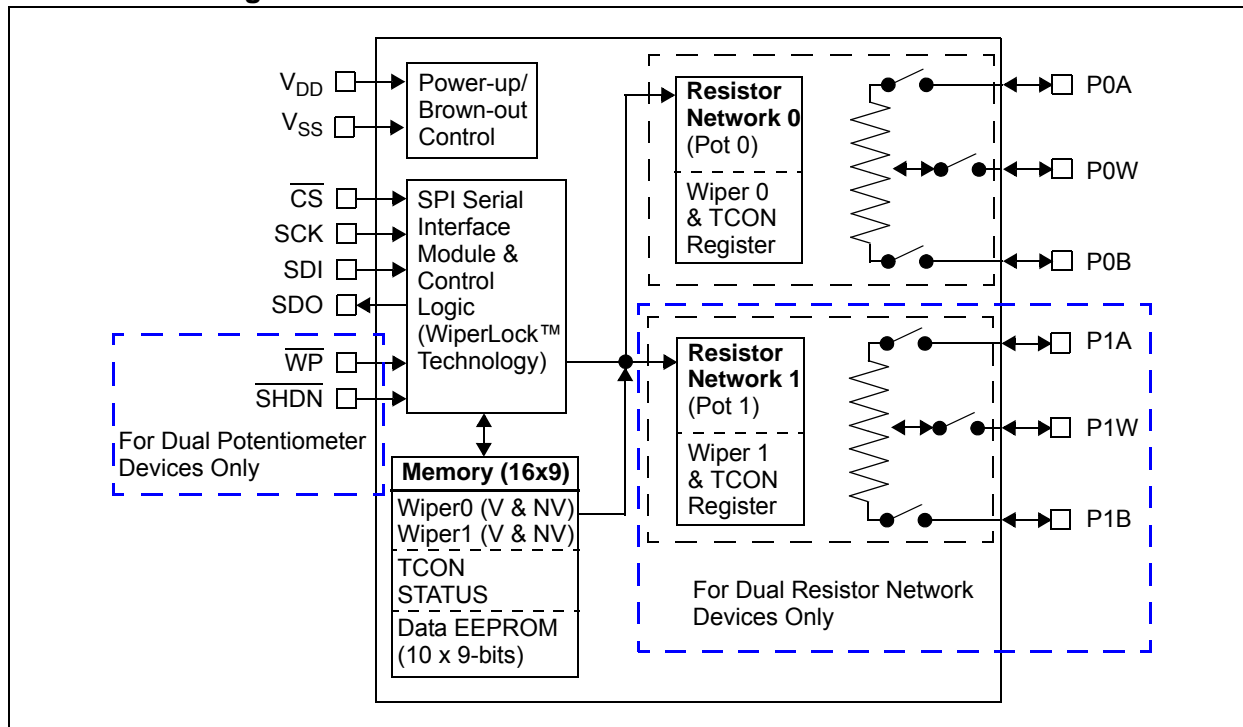 VDD
VSS
CS
SCK
SDI
SDO
WP
SHDN
For Dual Potentiometer
Devices Only
Power-up/
Brown-out
Control
SPI Serial
Interface
Module &
Control
Logic
(WiperLock™
Technology)
Memory (16x9)
Wiper0 (V & NV)
Wiper1 (V & NV)
TCON
STATUS
Data EEPROM
(10 x 9-bits)
Resistor
Network 0
(Pot 0)
Wiper 0
& TCON
Register
P0A
P0W
P0B
Resistor
Network 1
(Pot 1)
Wiper 1
& TCON
Register
P1A
P1W
P1B
For Dual Resistor Network
Devices Only